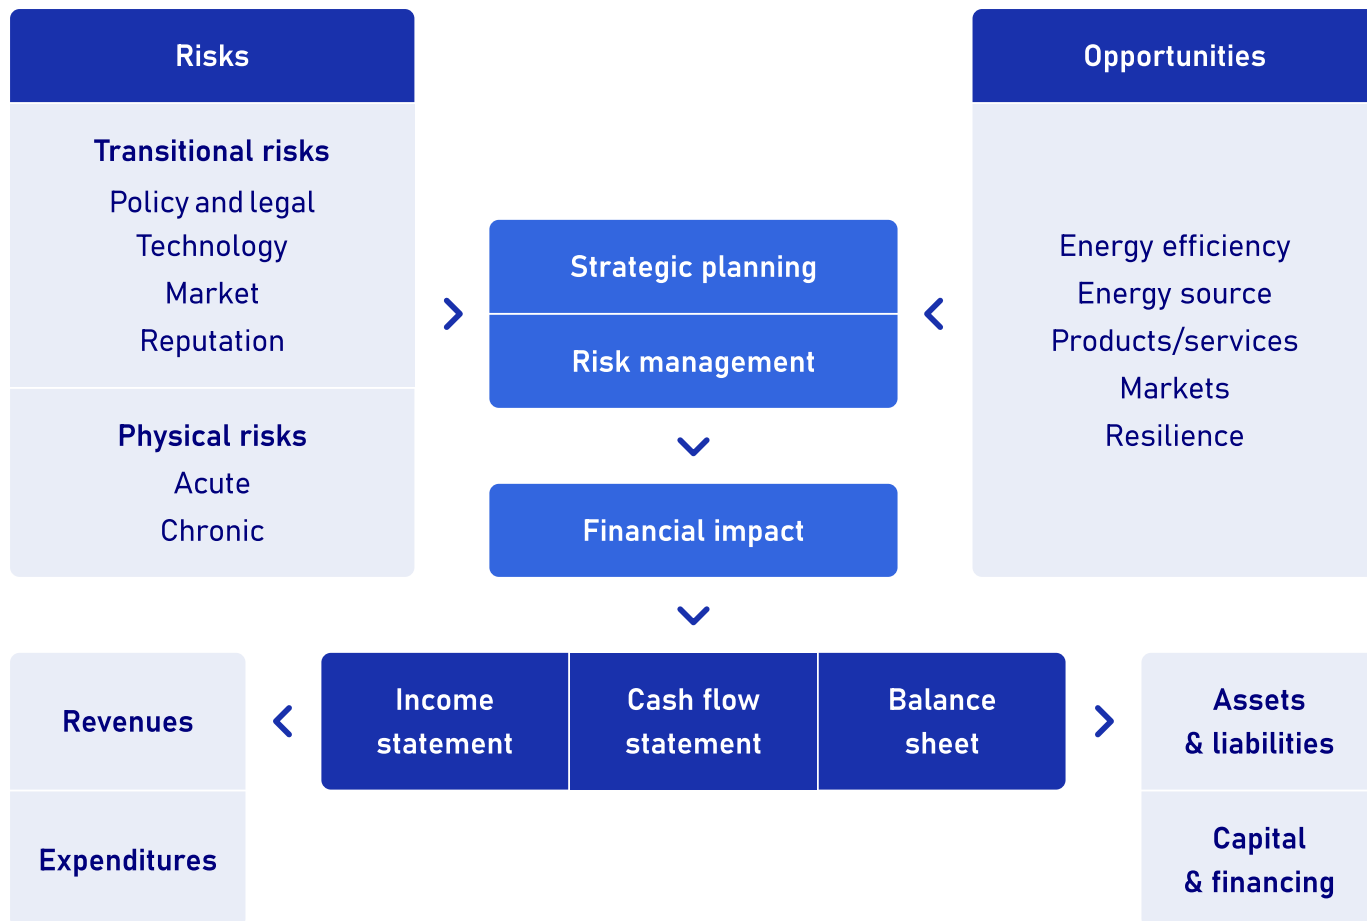 Risks
Transitional risks
Policy and legal
Technology
Market
Reputation
Physical risks
Acute
Chronic
Strategic planning
Risk management
Financial impact
Opportunities
Energy efficiency
Energy source
Products/services
Markets
Resilience
Revenues
Expenditures
Income
statement
Cash flow
statement
Balance
sheet
Assets
& liabilities
Capital
& financing